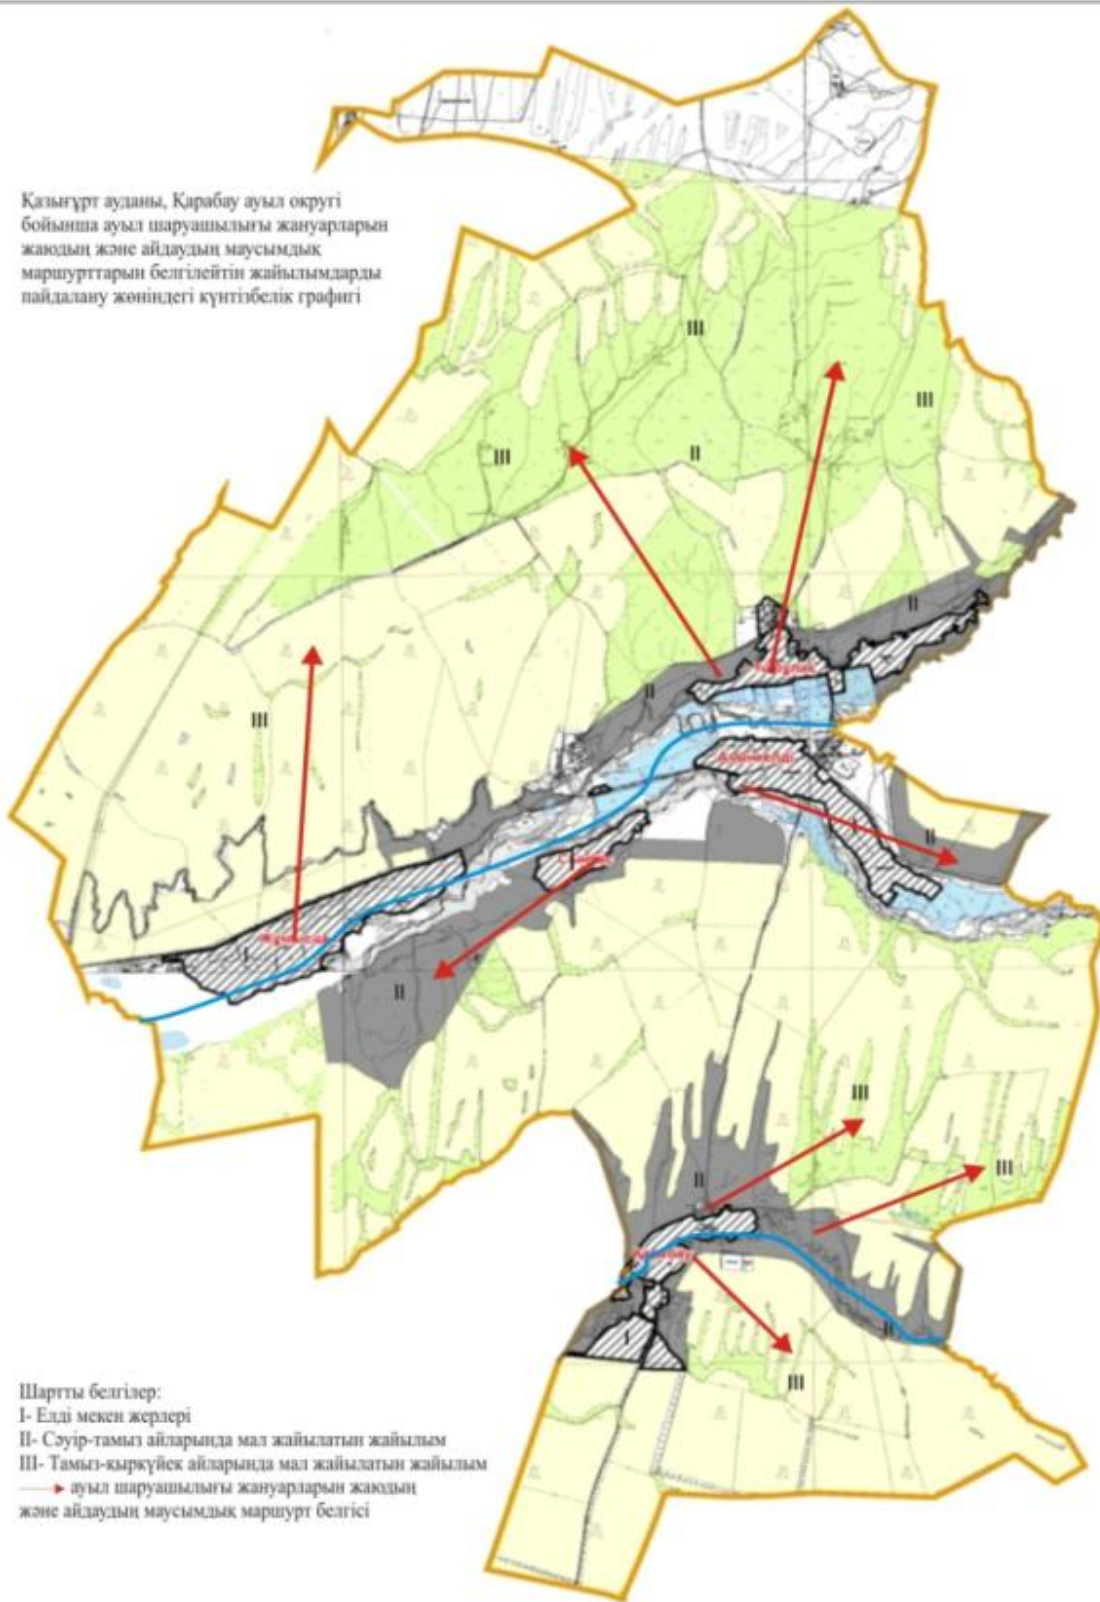 Қазығұрт ауданы, Қарабау ауыл округі
бойынша ауыл шаруашылығы жануарларын
жаюдың және айдаудың маусымдық
маршурттарын белгілейтін жайылымдарды
пайдалану жөніндегі күнтізбелік графигі
III
III
III
II
II
II
III
II
II
I
I
III
II
III
II
I
III
Шартты белгілер:
I- Елді мекен жерлері
II- Сәуір-тамыз айларында мал жайылатын жайылым
III- Тамыз-қыркүйек айларында мал жайылатын жайылым
ауыл шаруашылығы жануарларын жаюдың
және айдаудың маусымдық маршурт белгісі